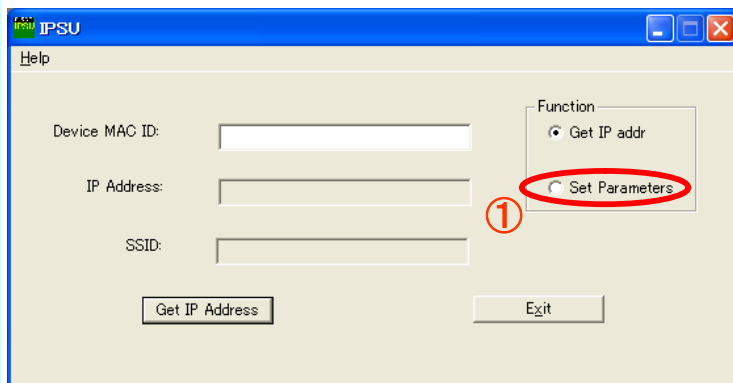 IPSU
Help
Function
Device MAC ID:
Get IP addr
IP Address:
Set Parameters
①
SSID:
Get IP Address
Exit